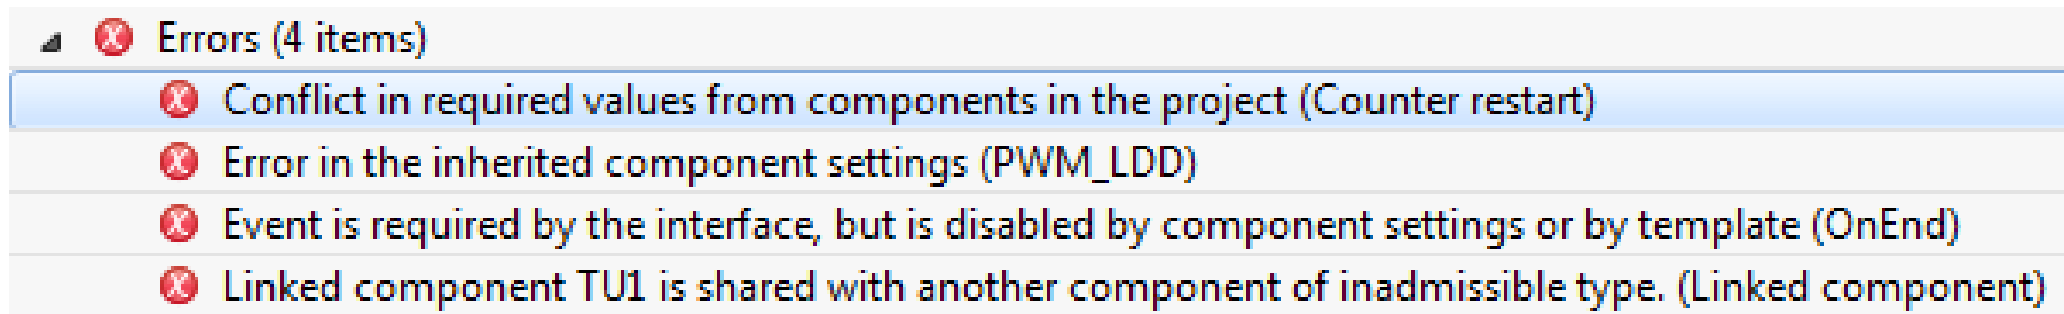 Errors (4 items)
Conflict in required values from components in the project (Counter restart)
Error in the inherited component settings (PWM_LDD)
Event is required by the interface, but is disabled by component settings or by template (OnEnd)
Linked component TU1 is shared with another component of inadmissible type. (Linked component)